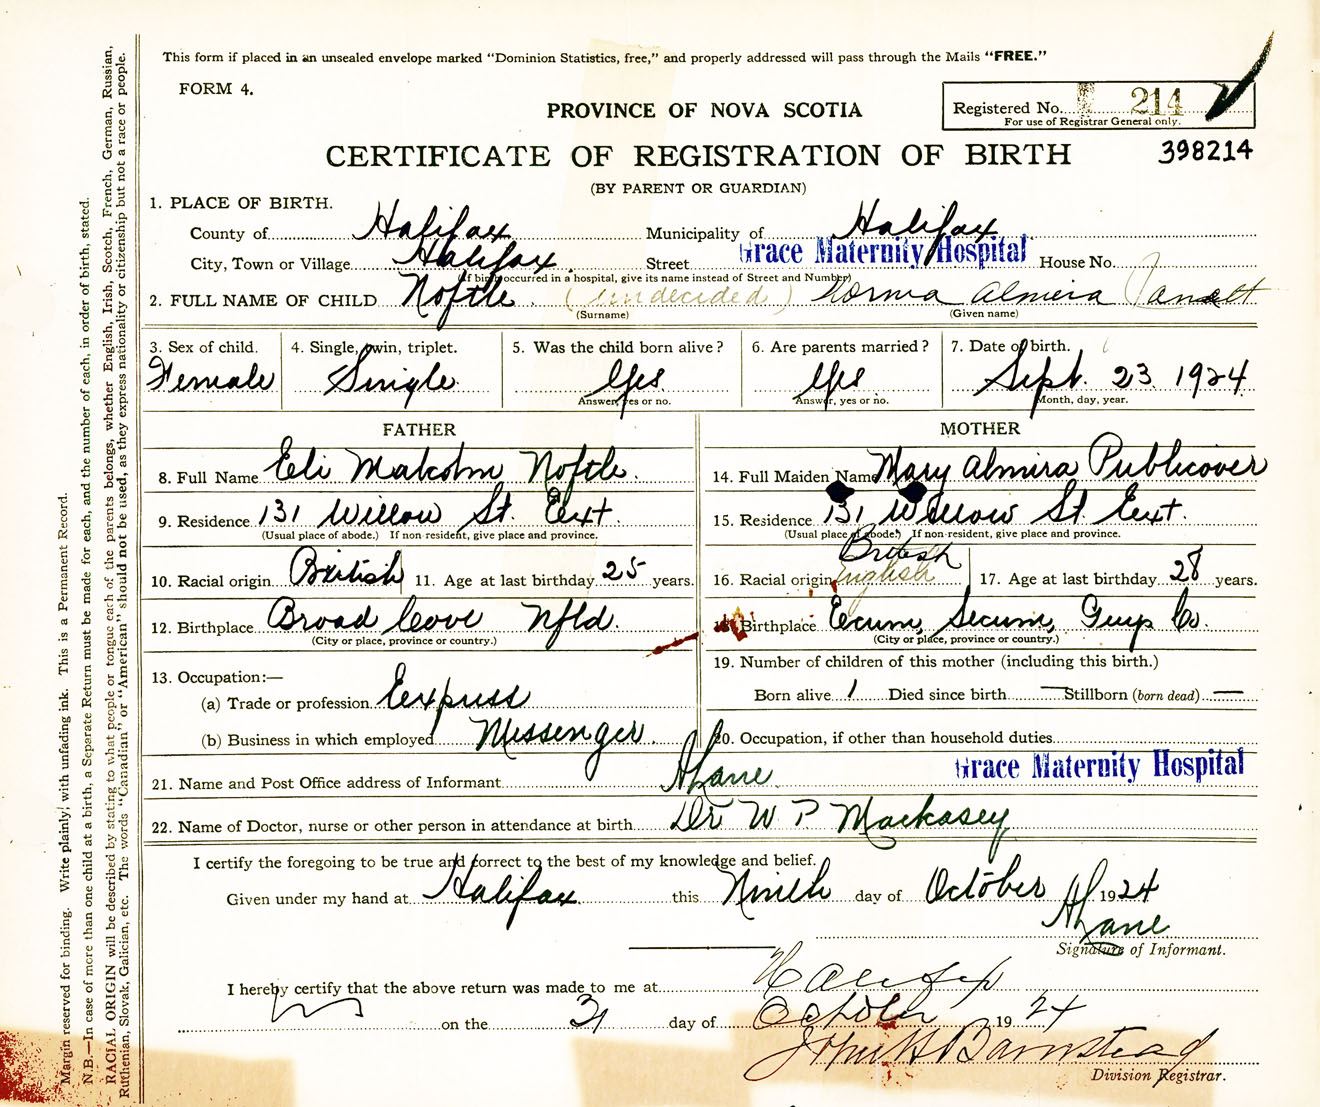 This form if placed in an unsealed envelope marked "Dominion Statistics, free," and properly addressed will pass through the Mails "FREE."
FORM 4.
PROVINCE OF NOVA SCOTIA
Registered No. 214
For use of Registrar General only.
CERTIFICATE OF REGISTRATION OF BIRTH
398214
(BY PARENT OR GUARDIAN)
1. PLACE OF BIRTH.
County of Halifax Municipality of Halifax
City, Town or Village Halifax Street Grace Maternity Hospital House No.
(If birth occurred in a hospital, give its name instead of Street and Number)
2. FULL NAME OF CHILD Noftle. (undecided) Norma Almira
(Surname) (Given name)
3. Sex of child. 4. Single, twin, triplet. 5. Was the child born alive? 6. Are parents married? 7. Date of birth.
Female Single Yes Yes Sept. 23 1924
Answer, yes or no. Answer, yes or no. Month, day, year.
FATHER MOTHER
8. Full Name Eli Malcolm Noftle. 14. Full Maiden Name Mary Almira Publicover
9. Residence 131 Willow St. Ext. 15. Residence 131 Willow St. Ext.
(Usual place of abode.) If non-resident, give place and province. (Usual place of abode.) If non-resident, give place and province.
British
10. Racial origin British 11. Age at last birthday 25 years. 16. Racial origin English 17. Age at last birthday 28 years.
12. Birthplace Broad Cove Nfld. Birthplace Ecum, Secum, Guys Co.
(City or place, province or country.) (City or place, province or country.)
13. Occupation:— 19. Number of children of this mother (including this birth.)
(a) Trade or profession Express Born alive 1 Died since birth — Stillborn (born dead) —
(b) Business in which employed Messenger. 20. Occupation, if other than household duties
21. Name and Post Office address of Informant A Lane Grace Maternity Hospital
22. Name of Doctor, nurse or other person in attendance at birth Dr W P Mackasey
I certify the foregoing to be true and correct to the best of my knowledge and belief.
Given under my hand at Halifax this Ninth day of October 1924
A Lane
Signature of Informant.
I hereby certify that the above return was made to me at Halifax
on the 31 day of October 1924
John H Barnstead
Division Registrar.
Margin reserved for binding. Write plainly, with unfading ink. This is a Permanent Record.
N.B.—In case of more than one child at a birth, a Separate Return must be made for each, and the number of each, in order of birth, stated.
RACIAL ORIGIN will be described by stating to what people or tongue each of the parents belongs, whether English, Irish, Scotch, French, German, Russian,
Ruthenian, Slovak, Galician, etc. The words "Canadian" or "American" should not be used, as they express nationality or citizenship but not a race or people.